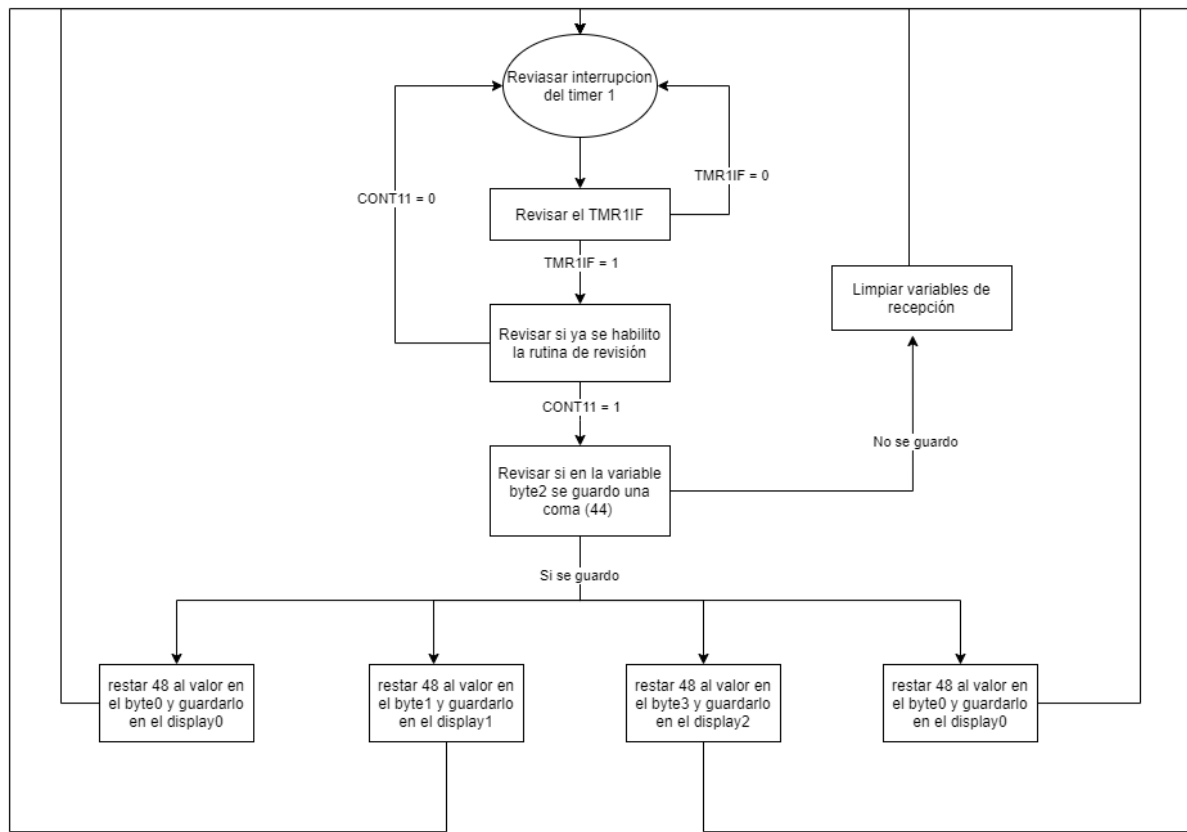 Reviasar interrupcion
del timer 1
CONT11 = 0
TMR1IF = 0
Revisar el TMR1IF
TMR1IF = 1
Limpiar variables de
recepción
Revisar si ya se habilito
la rutina de revisión
CONT11 = 1
No se guardo
Revisar si en la variable
byte2 se guardo una
coma (44)
Si se guardo
restar 48 al valor en
el byte0 y guardarlo
en el display0
restar 48 al valor en
el byte1 y guardarlo
en el display1
restar 48 al valor en
el byte3 y guardarlo
en el display2
restar 48 al valor en
el byte0 y guardarlo
en el display0